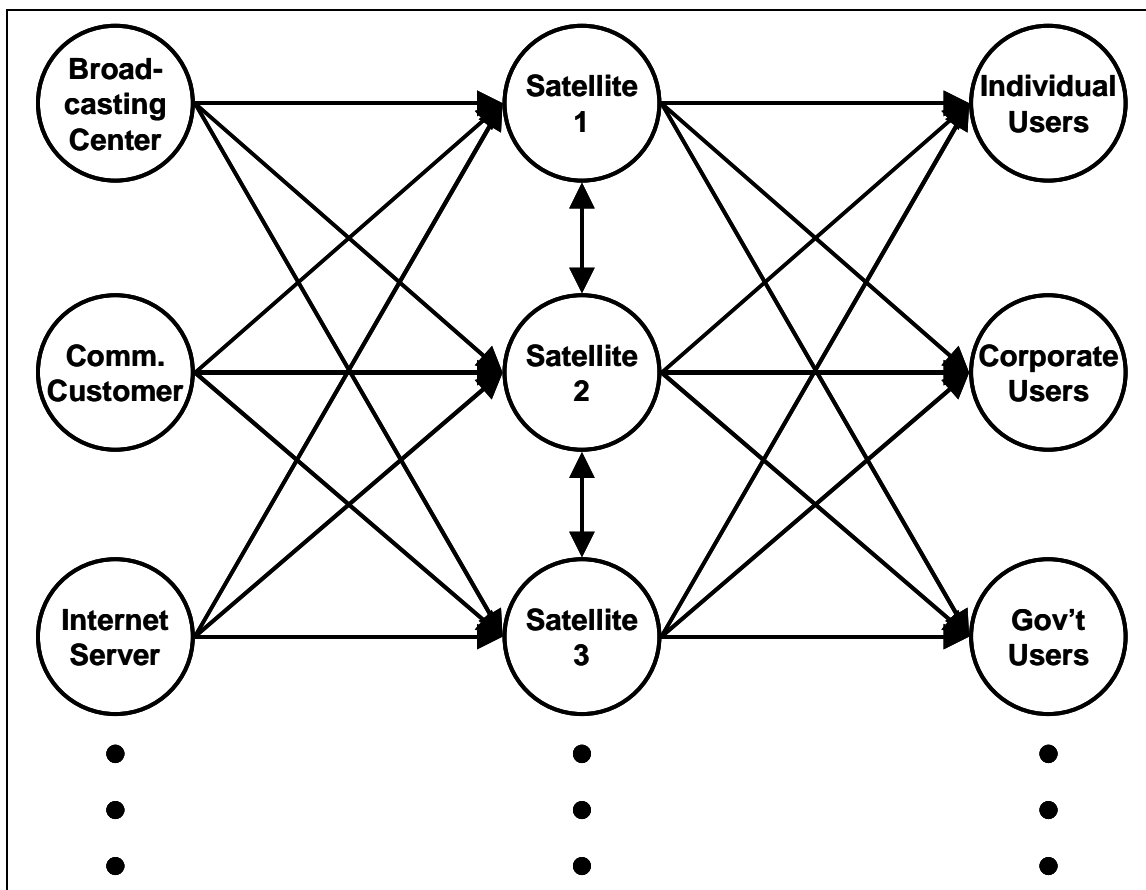 Broad-
casting
Center
Satellite
1
Individual
Users
Comm.
Customer
Satellite
2
Corporate
Users
Internet
Server
Satellite
3
Gov’t
Users